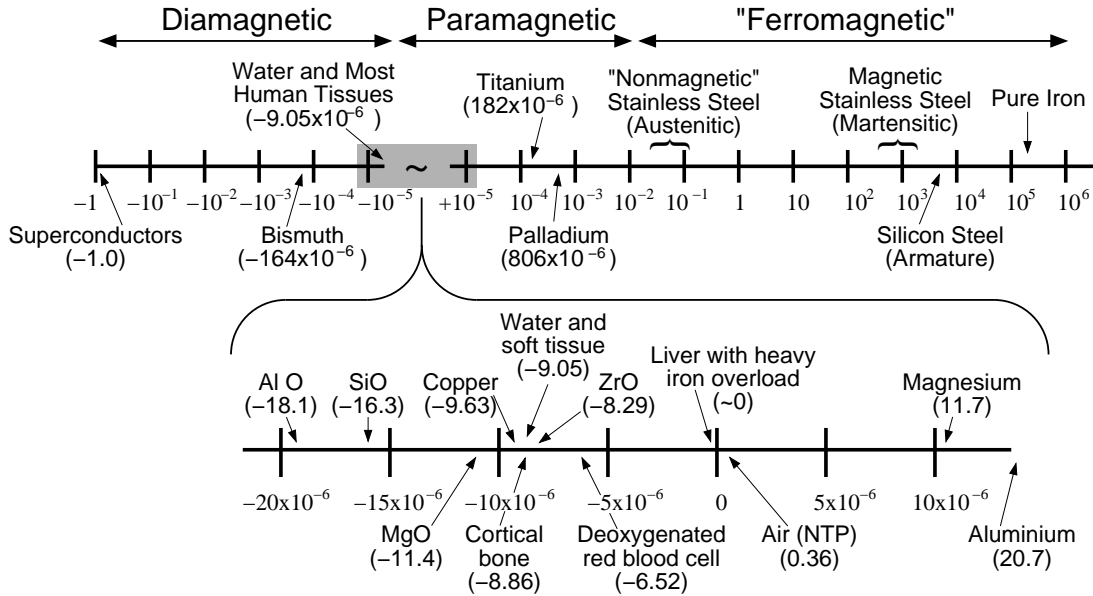 Diamagnetic Paramagnetic "Ferromagnetic"
Water and Most
Human Tissues
(−9.05x10⁻⁶ )
Titanium
(182x10⁻⁶ )
"Nonmagnetic"
Stainless Steel
(Austenitic)
Magnetic
Stainless Steel
(Martensitic)
Pure Iron
~
−1 −10⁻¹ −10⁻² −10⁻³ −10⁻⁴ −10⁻⁵ +10⁻⁵ 10⁻⁴ 10⁻³ 10⁻² 10⁻¹ 1 10 10² 10³ 10⁴ 10⁵ 10⁶
Superconductors
(−1.0)
Bismuth
(−164x10⁻⁶ )
Palladium
(806x10⁻⁶ )
Silicon Steel
(Armature)
Al O
(−18.1)
SiO
(−16.3)
Copper
(−9.63)
Water and
soft tissue
(−9.05)
ZrO
(−8.29)
Liver with heavy
iron overload
(~0)
Magnesium
(11.7)
−20x10⁻⁶ −15x10⁻⁶ −10x10⁻⁶ −5x10⁻⁶ 0 5x10⁻⁶ 10x10⁻⁶
MgO
(−11.4)
Cortical
bone
(−8.86)
Deoxygenated
red blood cell
(−6.52)
Air (NTP)
(0.36)
Aluminium
(20.7)